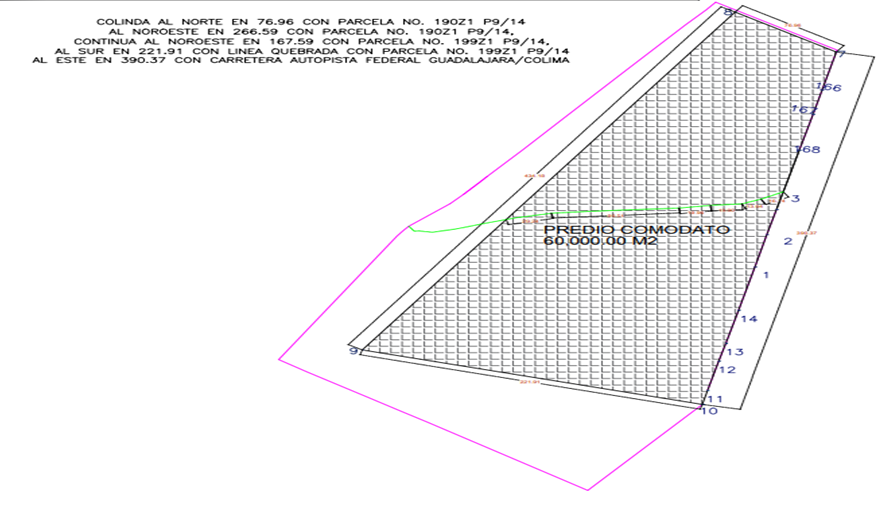 COLINDA AL NORTE EN 76.96 CON PARCELA NO. 190Z1 P9/14
AL NOROESTE EN 266.59 CON PARCELA NO. 190Z1 P9/14,
CONTINUA AL NOROESTE EN 167.59 CON PARCELA NO. 199Z1 P9/14,
AL SUR EN 221.91 CON LINEA QUEBRADA CON PARCELA NO. 199Z1 P9/14
AL ESTE EN 390.37 CON CARRETERA AUTOPISTA FEDERAL GUADALAJARA/COLIMA
8
76.96
7
166
167
168
3
PREDIO COMODATO
60,000.00 M2
390.37
2
1
14
13
12
9
221.91
11
10